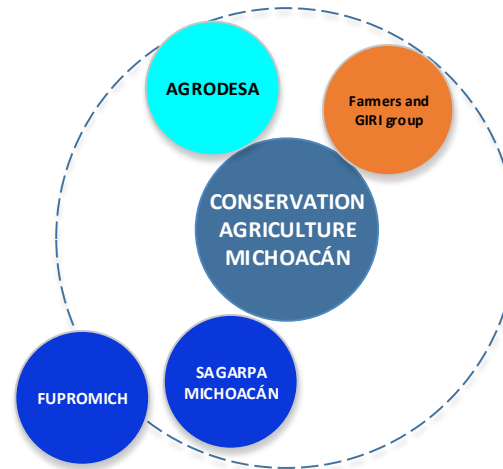 AGRODESA
Farmers and
GIRI group
CONSERVATION
AGRICULTURE
MICHOACÁN
SAGARPA
MICHOACÁN
FUPROMICH